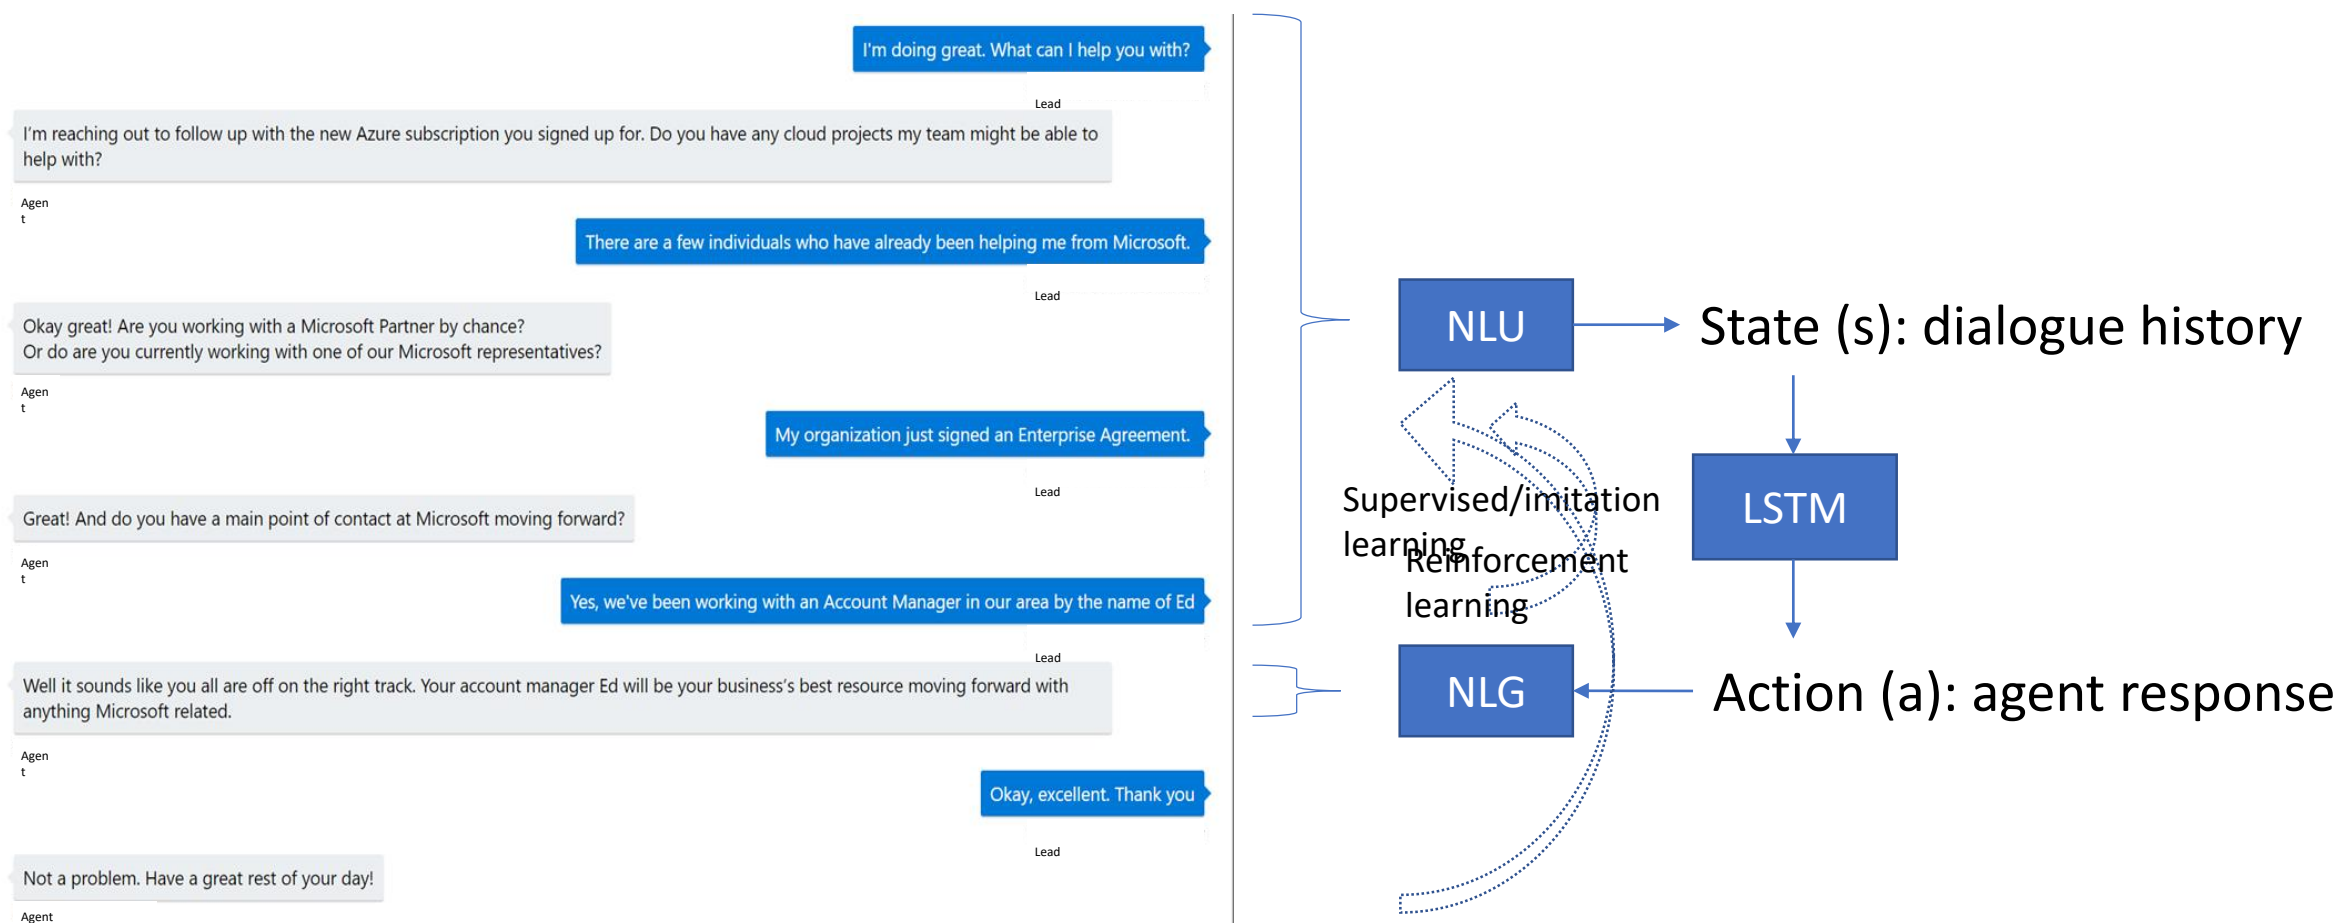 I'm doing great. What can I help you with?
Lead
I'm reaching out to follow up with the new Azure subscription you signed up for. Do you have any cloud projects my team might be able to
help with?
Agen
t
There are a few individuals who have already been helping me from Microsoft.
Lead
Okay great! Are you working with a Microsoft Partner by chance?
Or do are you currently working with one of our Microsoft representatives?
Agen
t
My organization just signed an Enterprise Agreement.
Lead
Great! And do you have a main point of contact at Microsoft moving forward?
Agen
t
Yes, we've been working with an Account Manager in our area by the name of Ed
Lead
Well it sounds like you all are off on the right track. Your account manager Ed will be your business's best resource moving forward with
anything Microsoft related.
Agen
t
Okay, excellent. Thank you
Lead
Not a problem. Have a great rest of your day!
Agent
NLU
State (s): dialogue history
LSTM
Supervised/imitation
learning
Reinforcement
learning
NLG
Action (a): agent response